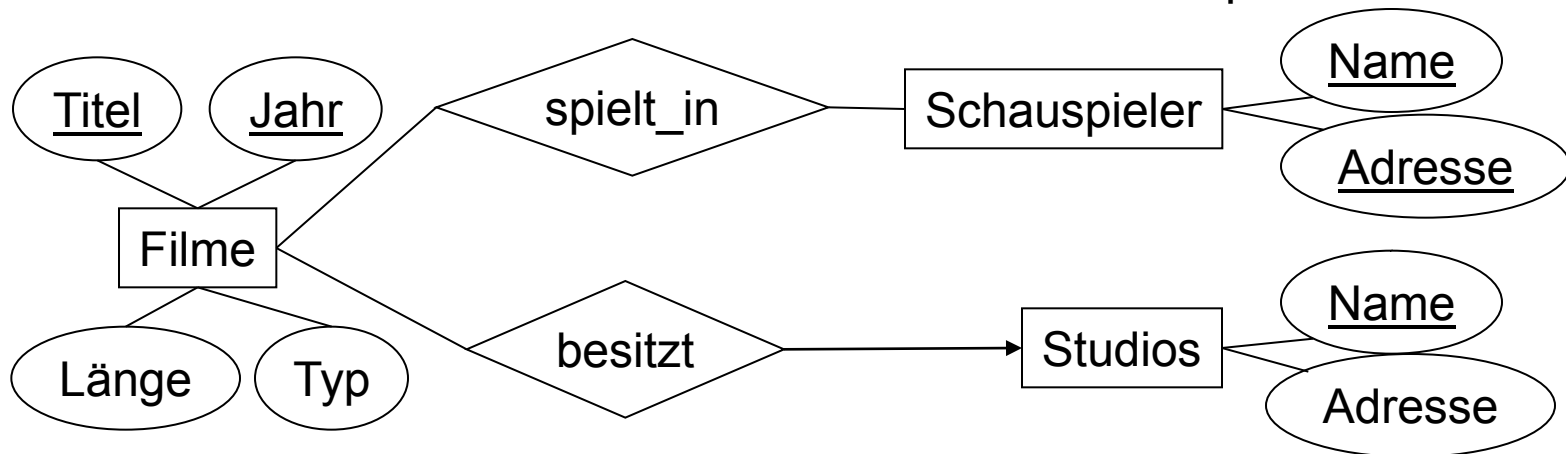 Titel
Jahr
Filme
Länge
Typ
spielt_in
Schauspieler
Name
Adresse
besitzt
Studios
Name
Adresse